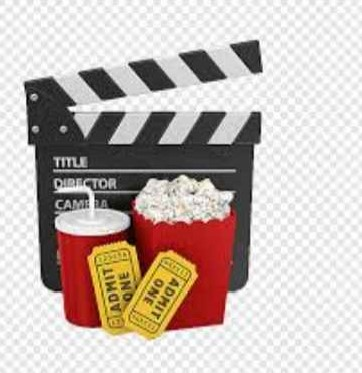 TITLE
DIRECTOR
CAMERA
ADMIT
ONE
ADMIT
ONE